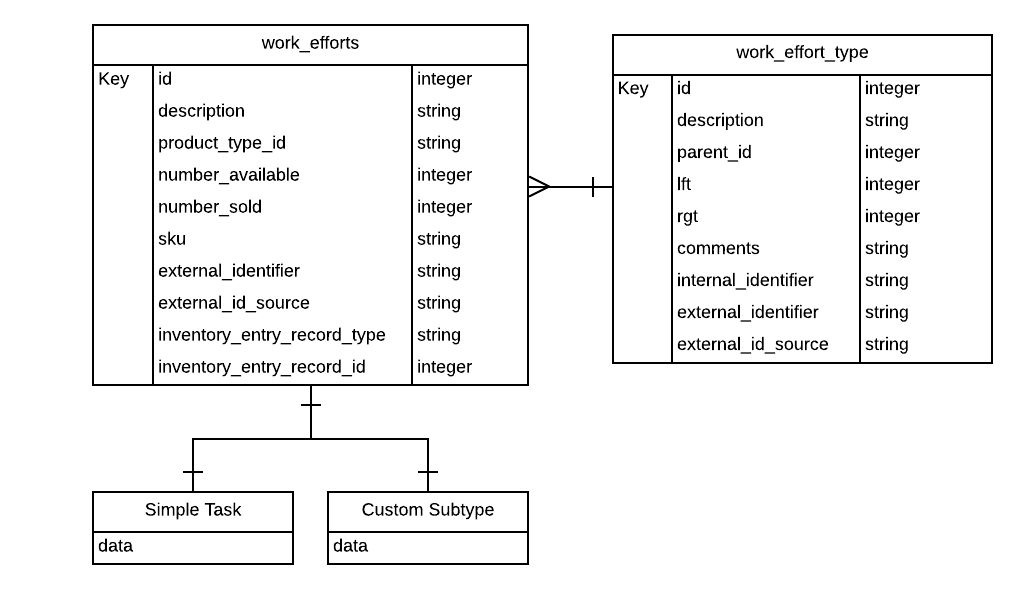 work_efforts
Key id integer
description string
product_type_id string
number_available integer
number_sold integer
sku string
external_identifier string
external_id_source string
inventory_entry_record_type string
inventory_entry_record_id integer
work_effort_type
Key id integer
description string
parent_id integer
lft integer
rgt integer
comments string
internal_identifier string
external_identifier string
external_id_source string
Simple Task
data
Custom Subtype
data